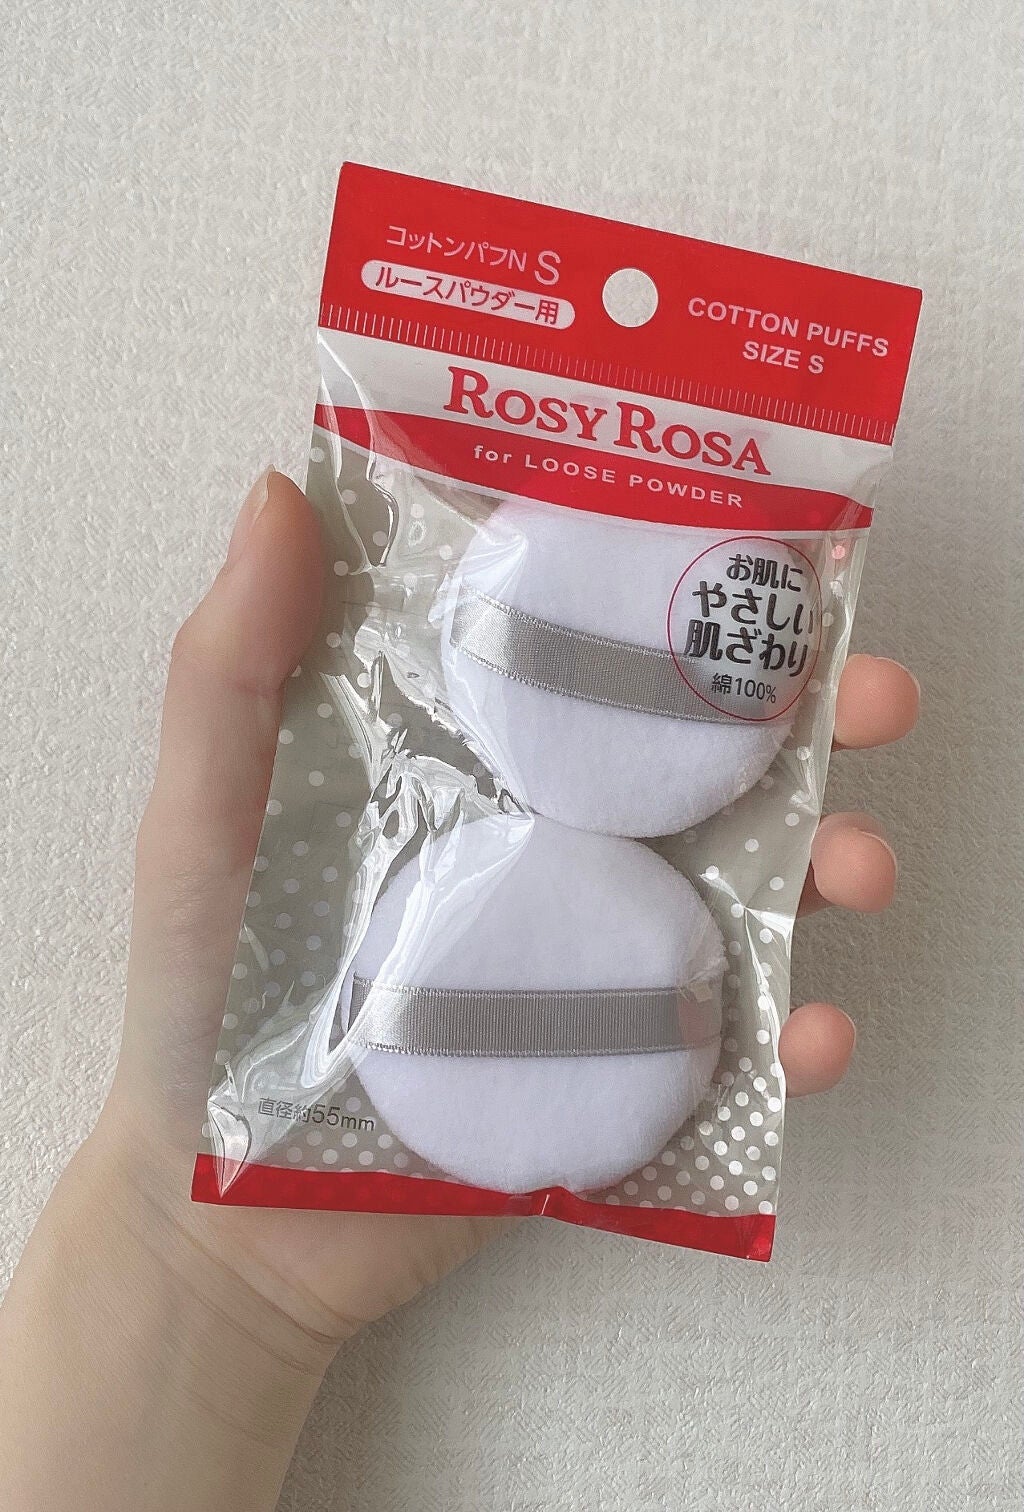 コットンパフN S
ルースパウダー用
COTTON PUFFS
SIZE S
ROSY ROSA
for LOOSE POWDER
お肌に
やさしい
肌ざわり
綿100%
直径約55mm